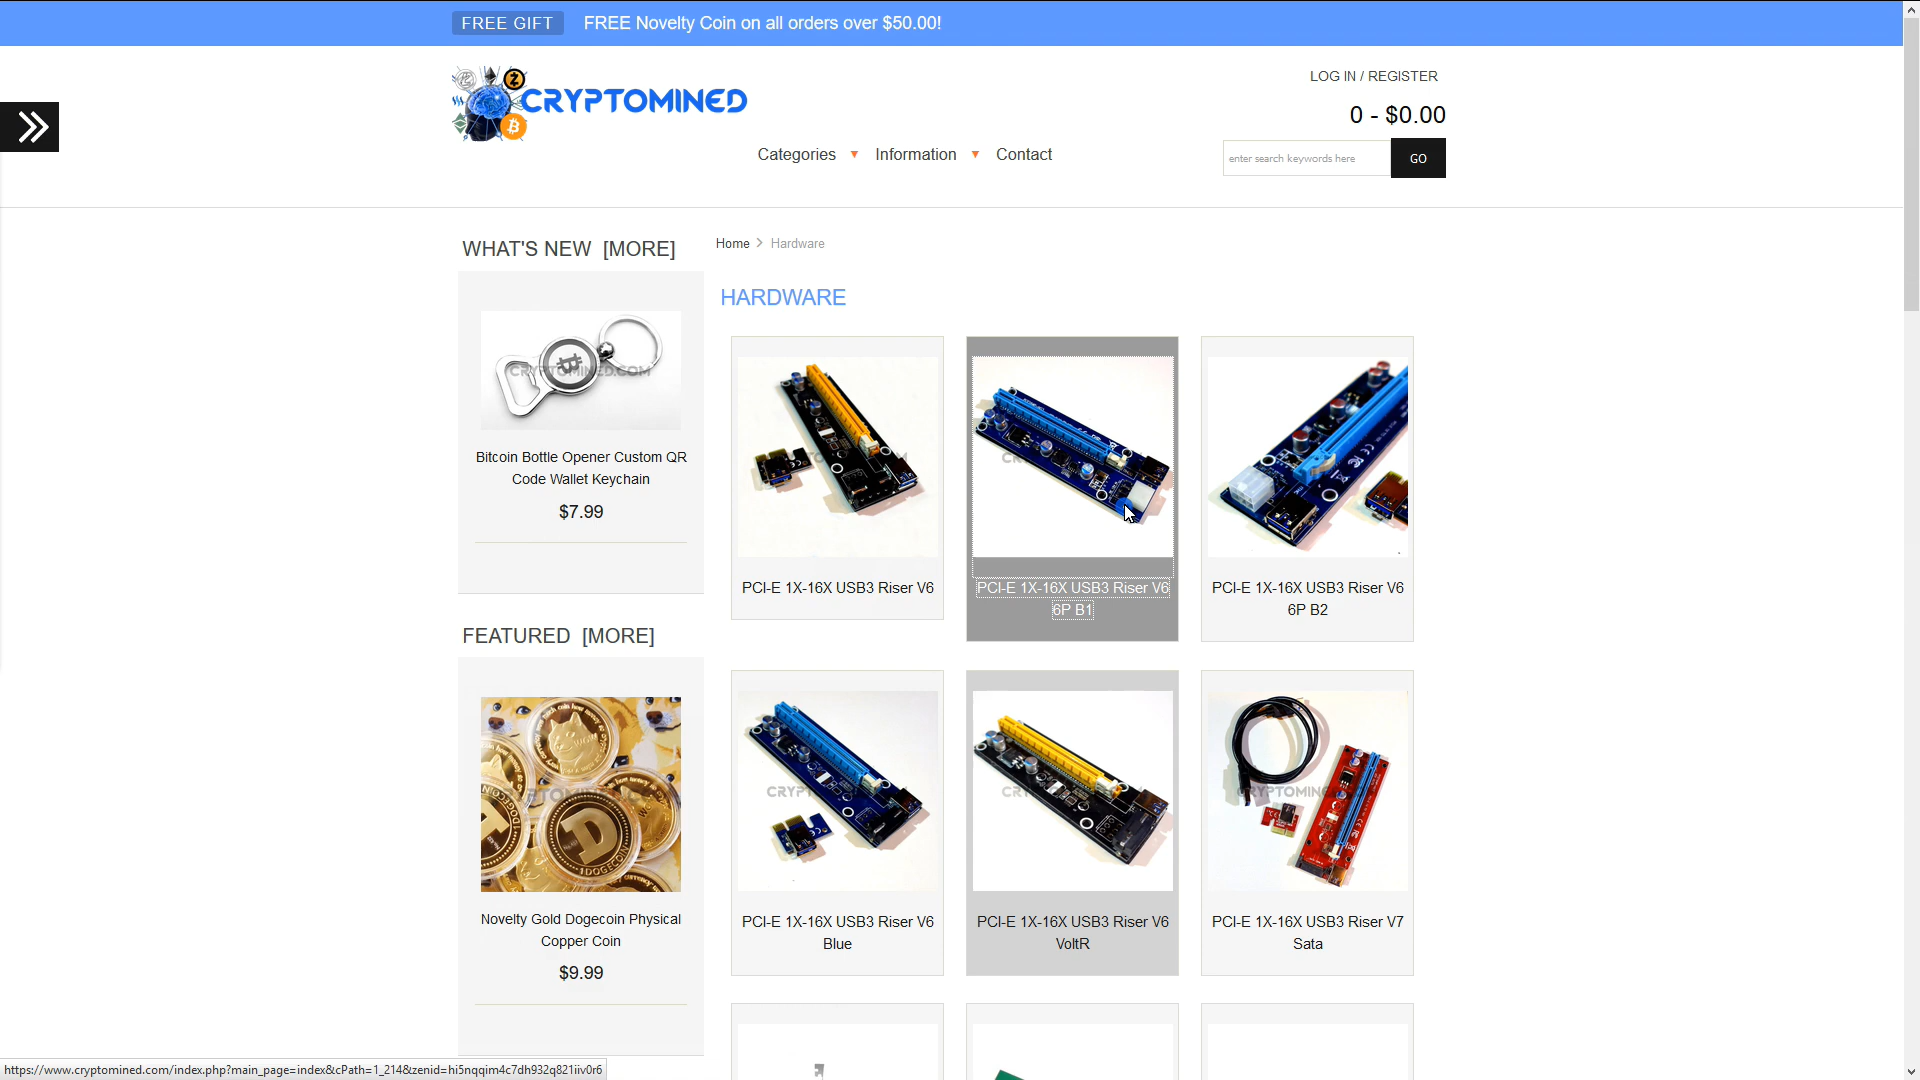 FREE GIFT FREE Novelty Coin on all orders over $50.00!
CRYPTOMINED
LOG IN / REGISTER
0 - $0.00
Categories Information Contact
enter search keywords here GO
WHAT'S NEW [MORE]
CRYPTOMINED.COM
Bitcoin Bottle Opener Custom QR
Code Wallet Keychain
$7.99
FEATURED [MORE]
1 DOGECOIN
Novelty Gold Dogecoin Physical
Copper Coin
$9.99
Home Hardware
HARDWARE
PCI-E 1X-16X USB3 Riser V6
PCI-E 1X-16X USB3 Riser V6
6P B1
PCI-E 1X-16X USB3 Riser V6
6P B2
PCI-E 1X-16X USB3 Riser V6
Blue
PCI-E 1X-16X USB3 Riser V6
VoltR
PCI-E 1X-16X USB3 Riser V7
Sata
https://www.cryptomined.com/index.php?main_page=index&cPath=1_214&zenid=hi5nqqim4c7dh932q821iiv0r6